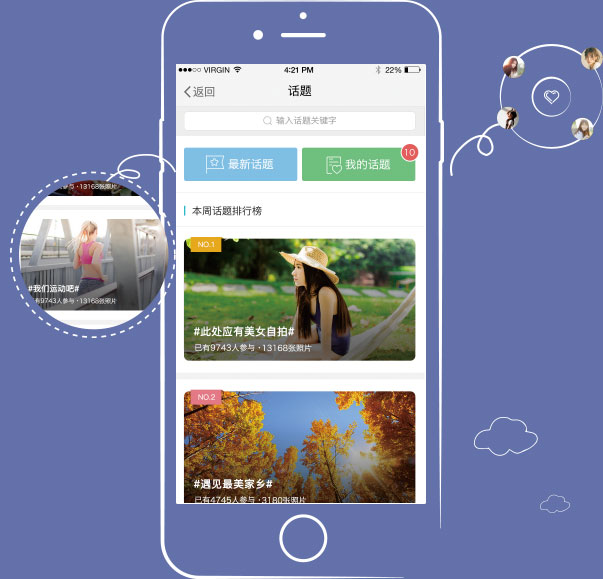 VIRGIN
4:21 PM
22%
返回
话题
输入话题关键字
最新话题
我的话题
10
本周话题排行榜
NO.1
#此处应有美女自拍#
已有9743人参与·13168张照片
NO.2
#遇见最美家乡#
已有4745人参与·3180张照片
·13168张照片
#我们运动吧#
已有9743人参与·13168张照片